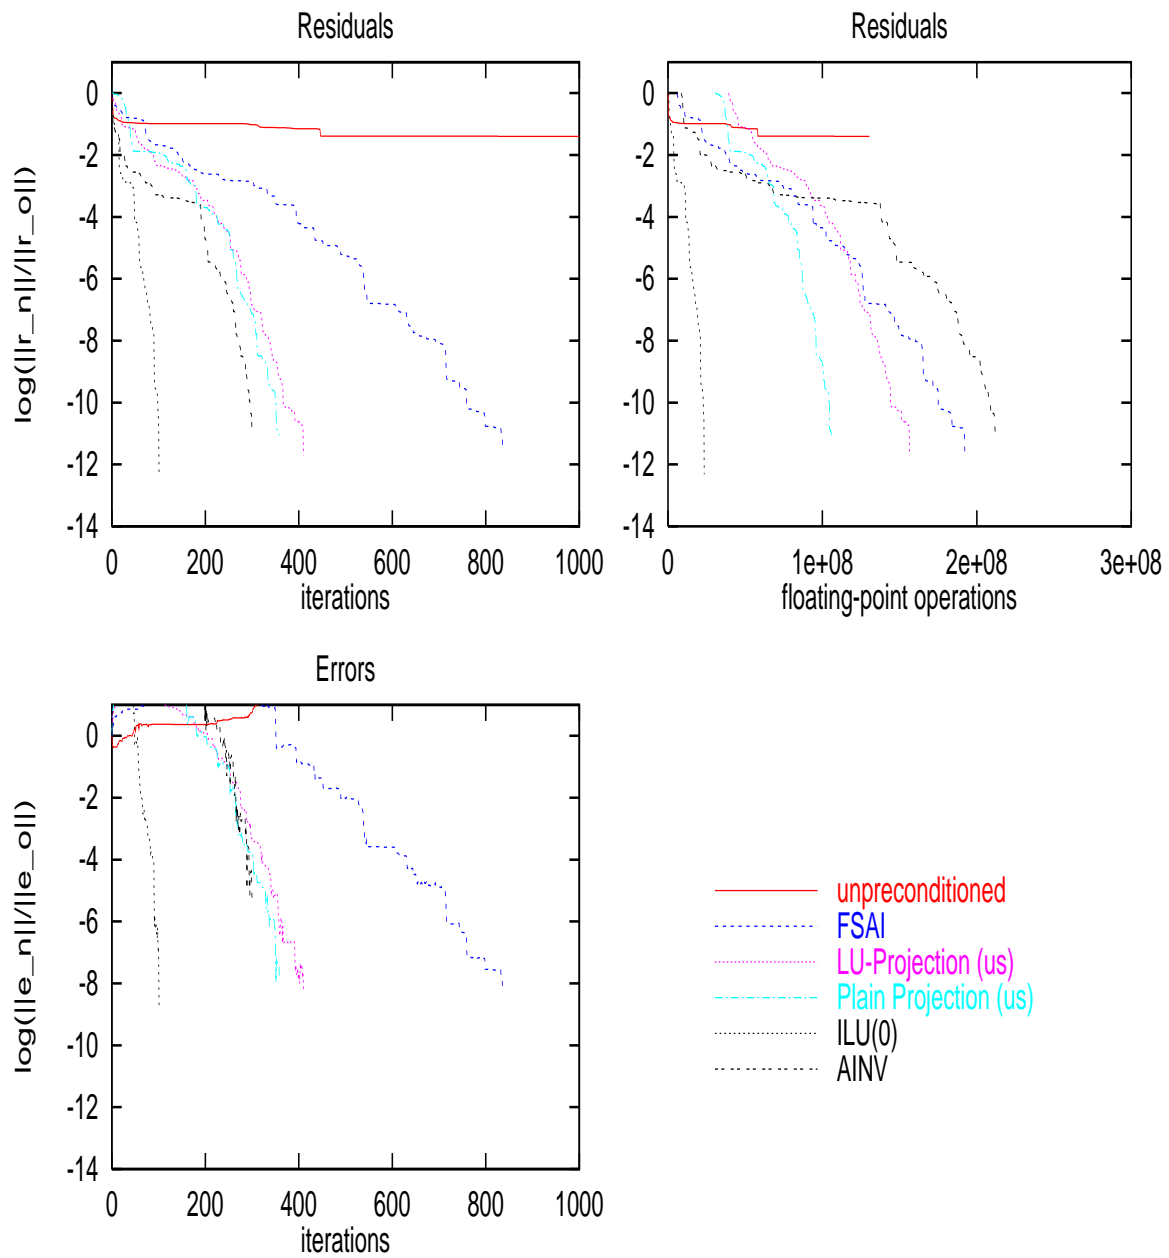 Residuals
0
-2
-4
-6
-8
-10
-12
-14
0 200 400 600 800 1000
iterations
log(||r_n||/||r_o||)
Residuals
0
-2
-4
-6
-8
-10
-12
-14
0 1e+08 2e+08 3e+08
floating-point operations
Errors
0
-2
-4
-6
-8
-10
-12
-14
0 200 400 600 800 1000
iterations
log(||e_n||/||e_o||)
unpreconditioned
FSAI
LU-Projection (us)
Plain Projection (us)
ILU(0)
AINV